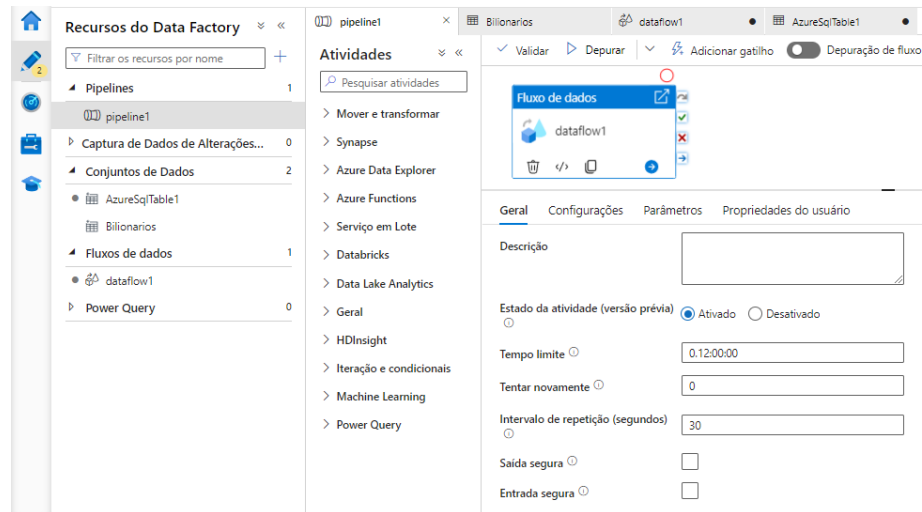 Recursos do Data Factory
Filtrar os recursos por nome
2
Pipelines 1
pipeline1
Captura de Dados de Alterações... 0
Conjuntos de Dados 2
AzureSqlTable1
Bilionarios
Fluxos de dados 1
dataflow1
Power Query 0
pipeline1
Bilionarios
dataflow1
AzureSqlTable1
Atividades
Pesquisar atividades
Mover e transformar
Synapse
Azure Data Explorer
Azure Functions
Serviço em Lote
Databricks
Data Lake Analytics
Geral
HDInsight
Iteração e condicionais
Machine Learning
Power Query
Validar Depurar Adicionar gatilho Depuração de fluxo
Fluxo de dados
dataflow1
Geral Configurações Parâmetros Propriedades do usuário
Descrição
Estado da atividade (versão prévia) Ativado Desativado
Tempo limite 0.12:00:00
Tentar novamente 0
Intervalo de repetição (segundos) 30
Saída segura
Entrada segura